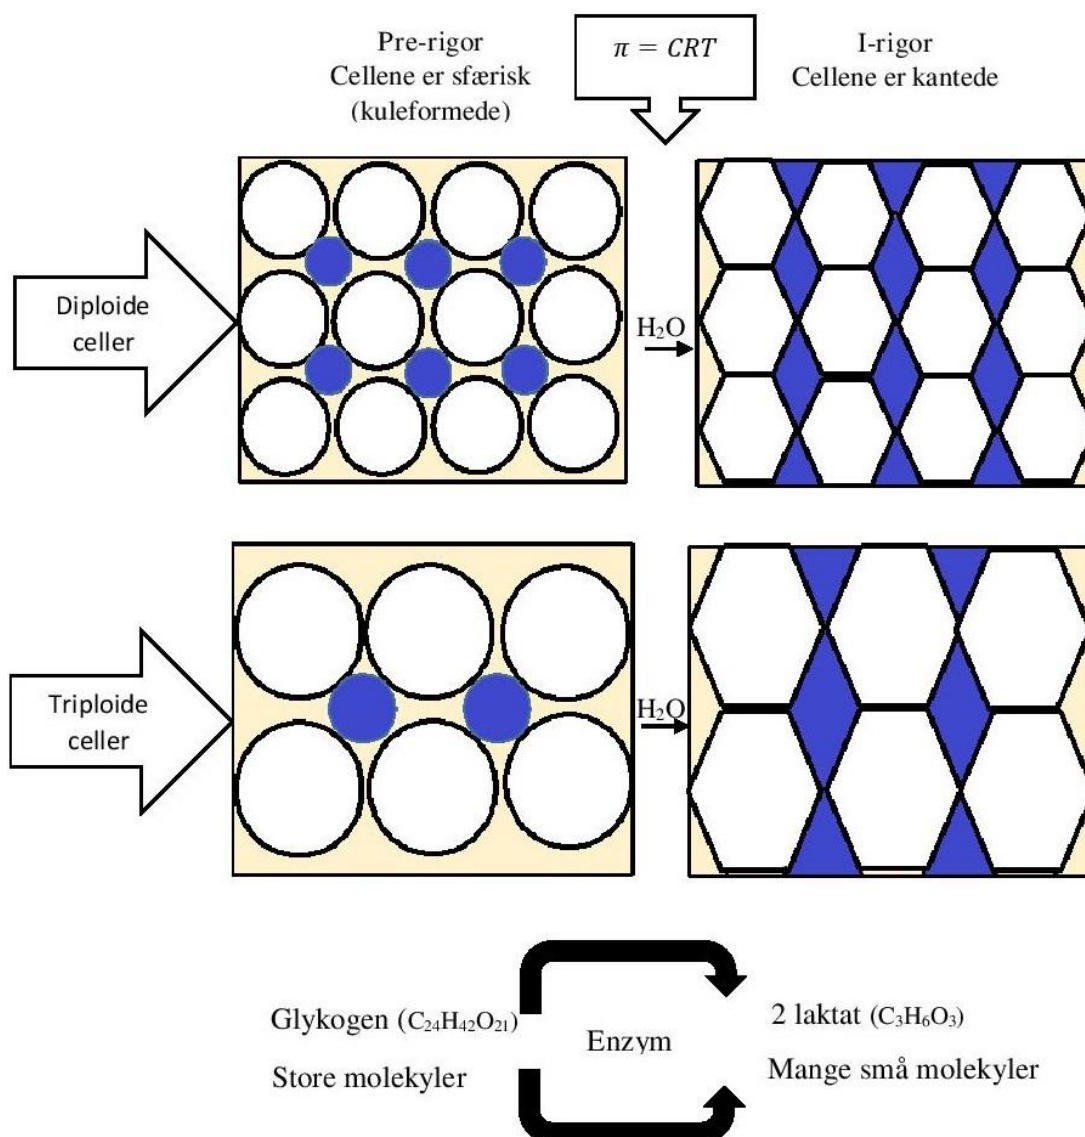 Pre-rigor
Cellene er sfærisk
(kuleformede)
π = CRT
I-rigor
Cellene er kantede
Diploide
celler
H₂O
Triploide
celler
H₂O
Glykogen (C₂₄H₄₂O₂₁)
Store molekyler
Enzym
2 laktat (C₃H₆O₃)
Mange små molekyler